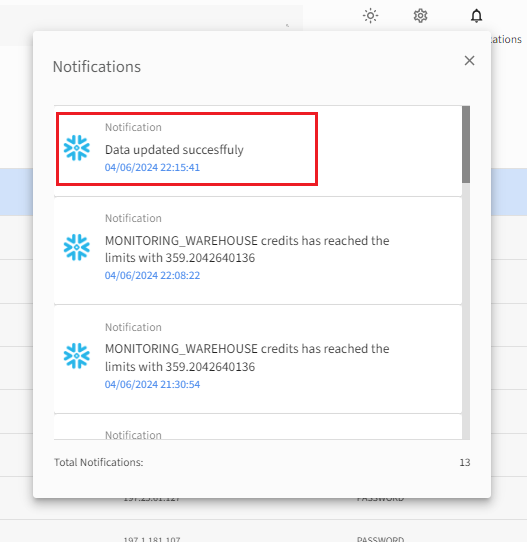 cations
Notifications
Notification
Data updated succesffuly
04/06/2024 22:15:41
Notification
MONITORING_WAREHOUSE credits has reached the
limits with 359.2042640136
04/06/2024 22:08:22
Notification
MONITORING_WAREHOUSE credits has reached the
limits with 359.2042640136
04/06/2024 21:30:54
Notification
Total Notifications: 13
PASSWORD
197.1.181.107 PASSWORD